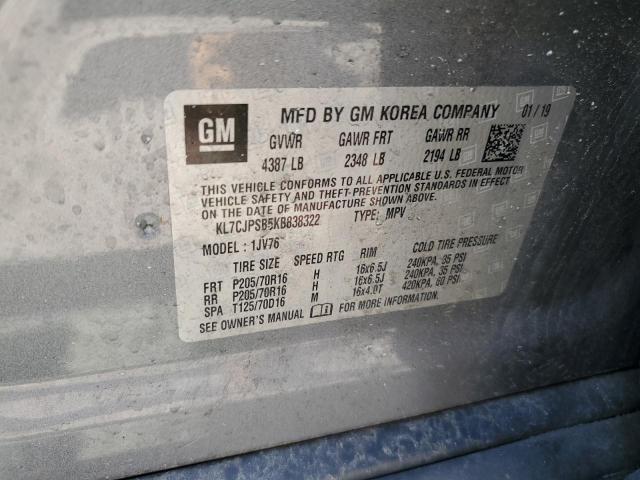 GM
MFD BY GM KOREA COMPANY 01/19
GVWR GAWR FRT GAWR RR
4387 LB 2348 LB 2194 LB
THIS VEHICLE CONFORMS TO ALL APPLICABLE U.S. FEDERAL MOTOR
VEHICLE SAFETY AND THEFT-PREVENTION STANDARDS IN EFFECT
ON THE DATE OF MANUFACTURE SHOWN ABOVE.
KL7CJPSB5KB838322 TYPE: MPV
MODEL: 1JV76
TIRE SIZE SPEED RTG RIM COLD TIRE PRESSURE
FRT P205/70R16 H 16x6.5J 240KPA, 35 PSI
RR P205/70R16 H 16x6.5J 240KPA, 35 PSI
SPA T125/70D16 M 16x4.0T 420KPA, 60 PSI
SEE OWNER'S MANUAL FOR MORE INFORMATION.